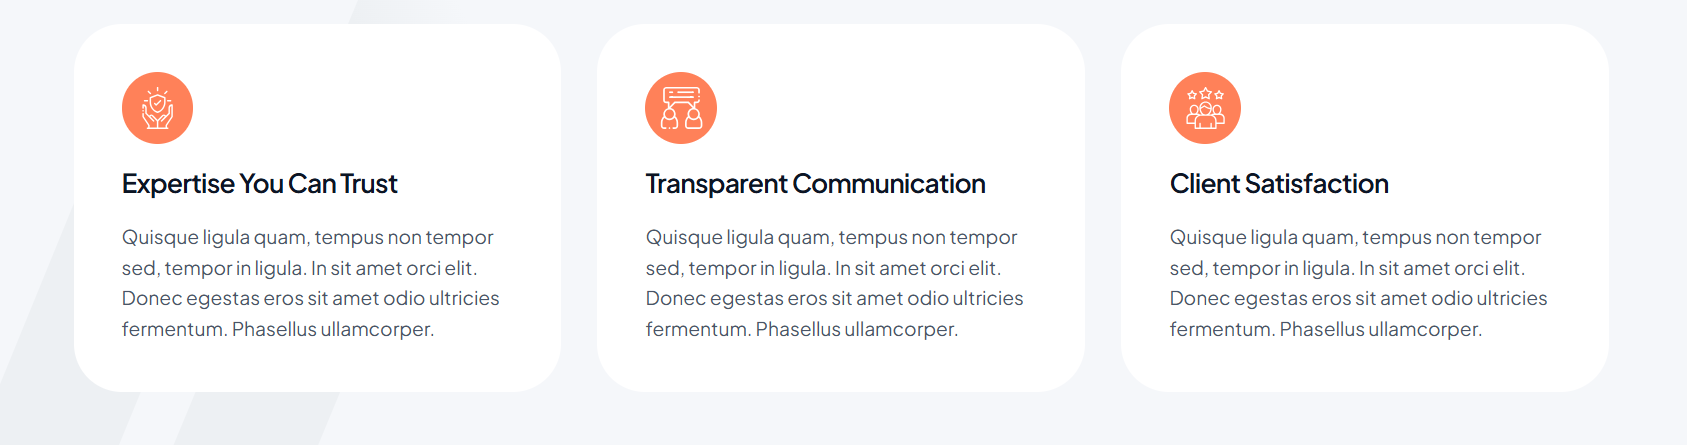 Expertise You Can Trust
Quisque ligula quam, tempus non tempor
sed, tempor in ligula. In sit amet orci elit.
Donec egestas eros sit amet odio ultricies
fermentum. Phasellus ullamcorper.
Transparent Communication
Quisque ligula quam, tempus non tempor
sed, tempor in ligula. In sit amet orci elit.
Donec egestas eros sit amet odio ultricies
fermentum. Phasellus ullamcorper.
Client Satisfaction
Quisque ligula quam, tempus non tempor
sed, tempor in ligula. In sit amet orci elit.
Donec egestas eros sit amet odio ultricies
fermentum. Phasellus ullamcorper.